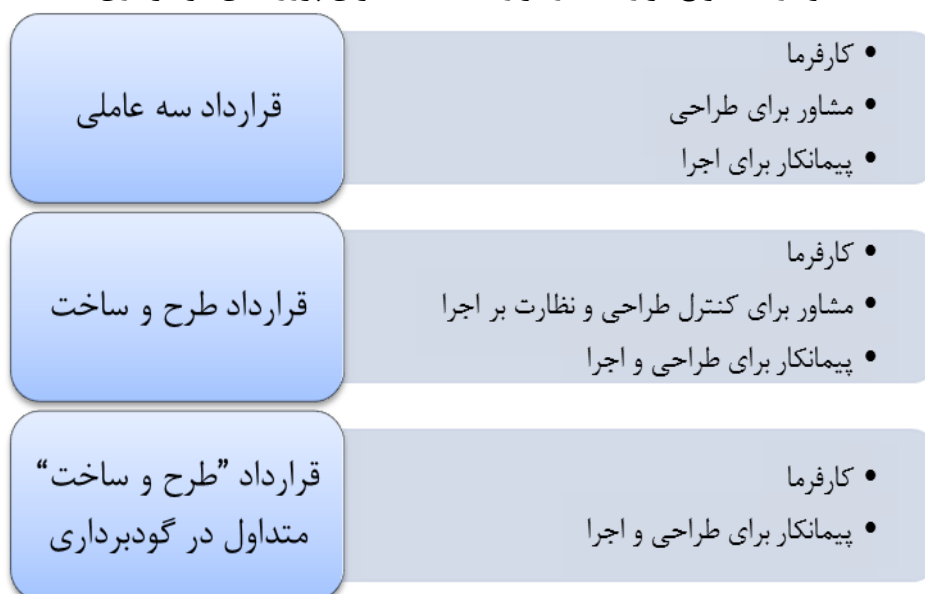 قرارداد سه عاملی
• کارفرما
• مشاور برای طراحی
• پیمانکار برای اجرا
قرارداد طرح و ساخت
• کارفرما
• مشاور برای کنترل طراحی و نظارت بر اجرا
• پیمانکار برای طراحی و اجرا
قرارداد ”طرح و ساخت“
متداول در گودبرداری
• کارفرما
• پیمانکار برای طراحی و اجرا